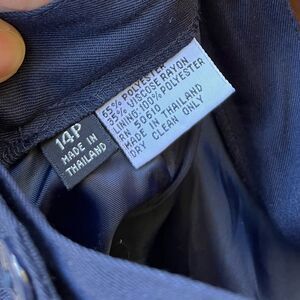 14P
MADE IN
THAILAND
65% POLYESTER
35% VISCOSE RAYON
LINING-100% POLYESTER
RN 50610
MADE IN THAILAND
DRY CLEAN ONLY